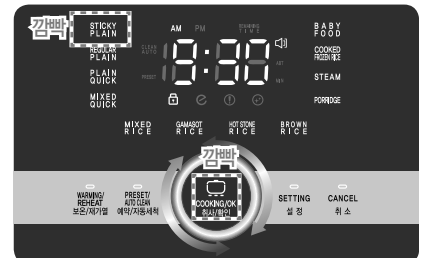 깜빡
STICKY
PLAIN
AM PM
WARMING
TIME
BABY
FOOD
REGULAR
PLAIN
CLEAN
AUTO
9:30
COOKED
FROZEN RICE
PLAIN
QUICK
PRESET
STEAM
MIXED
QUICK
PORRIDGE
MIXED
RICE
GAMASOT
RICE
HOT STONE
RICE
BROWN
RICE
깜빡
WARMING/
REHEAT
보온/재가열
PRESET/
AUTO CLEAN
예약/자동세척
COOKING/OK
취사/확인
SETTING
설 정
CANCEL
취 소